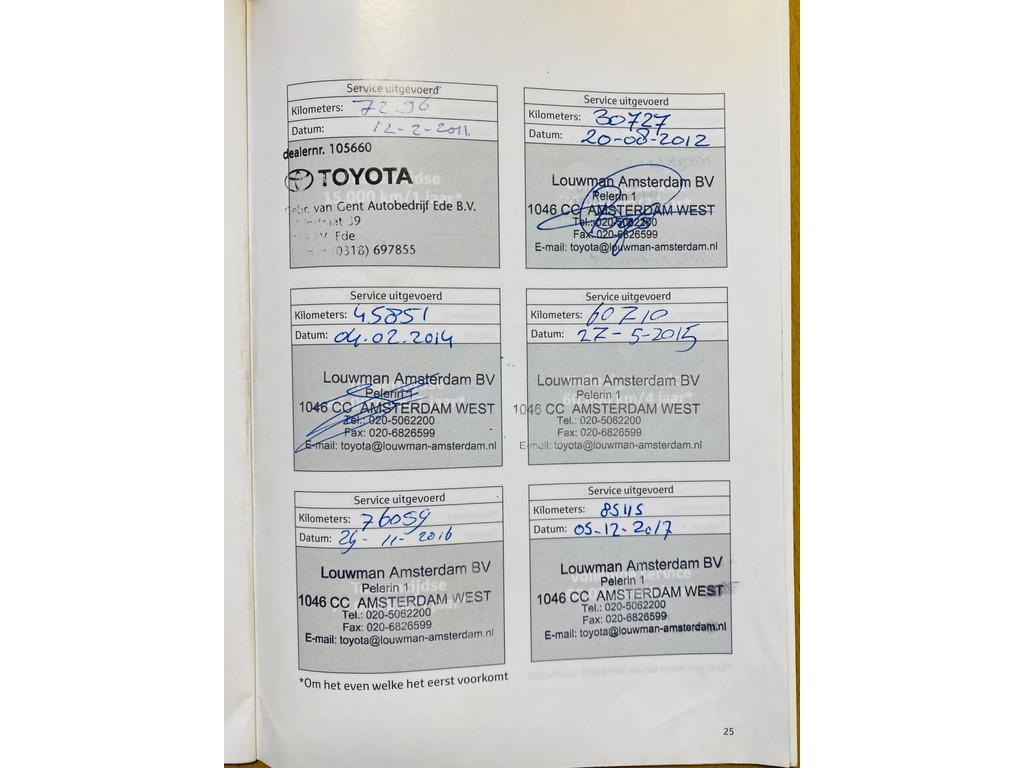 Service uitgevoerd
Kilometers: 7296
Datum: 12-2-2011.
dealernr. 105660
TOYOTA
van Gent Autobedrijf Ede B.V.
39
Ede
(0318) 697855
Service uitgevoerd
Kilometers: 30727
Datum: 20-08-2012
Louwman Amsterdam BV
Pelerin 1
1046 CC AMSTERDAM WEST
Tel.: 020-5062200
Fax: 020-6826599
E-mail: toyota@louwman-amsterdam.nl
Service uitgevoerd
Kilometers: 45851
Datum: 04.02.2014
Louwman Amsterdam BV
Pelerin 1
1046 CC AMSTERDAM WEST
Tel.: 020-5062200
Fax: 020-6826599
E-mail: toyota@louwman-amsterdam.nl
Service uitgevoerd
Kilometers: 60710
Datum: 27-5-2015
Louwman Amsterdam BV
Pelerin 1
1046 CC AMSTERDAM WEST
Tel.: 020-5062200
Fax: 020-6826599
E-mail: toyota@louwman-amsterdam.nl
Service uitgevoerd
Kilometers: 76059
Datum: 29-11-2016
Louwman Amsterdam BV
Pelerin 1
1046 CC AMSTERDAM WEST
Tel.: 020-5062200
Fax: 020-6826599
E-mail: toyota@louwman-amsterdam.nl
Service uitgevoerd
Kilometers: 85115
Datum: 05-12-2017
Louwman Amsterdam BV
Pelerin 1
1046 CC AMSTERDAM WEST
Tel.: 020-5062200
Fax: 020-6826599
E-mail: toyota@louwman-amsterdam.nl
*Om het even welke het eerst voorkomt
25